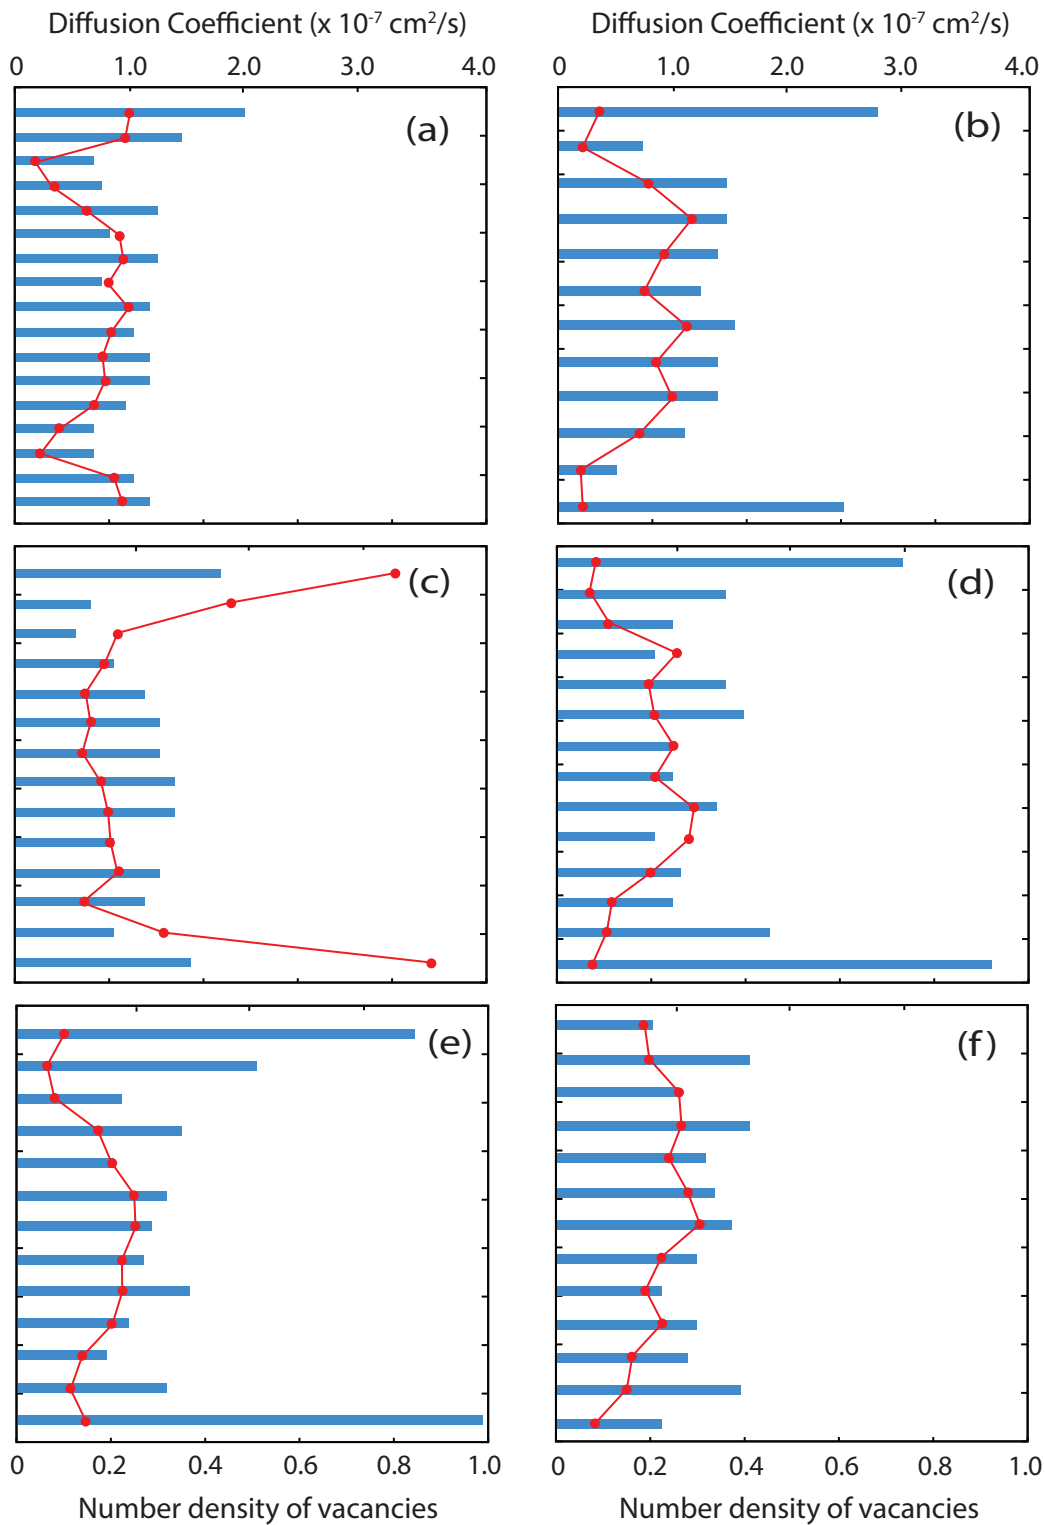 Diffusion Coefficient (x 10⁻⁷ cm²/s)
Diffusion Coefficient (x 10⁻⁷ cm²/s)
0 1.0 2.0 3.0 4.0
0 1.0 2.0 3.0 4.0
(a)
(b)
(c)
(d)
(e)
(f)
0 0.2 0.4 0.6 0.8 1.0
0 0.2 0.4 0.6 0.8 1.0
Number density of vacancies
Number density of vacancies